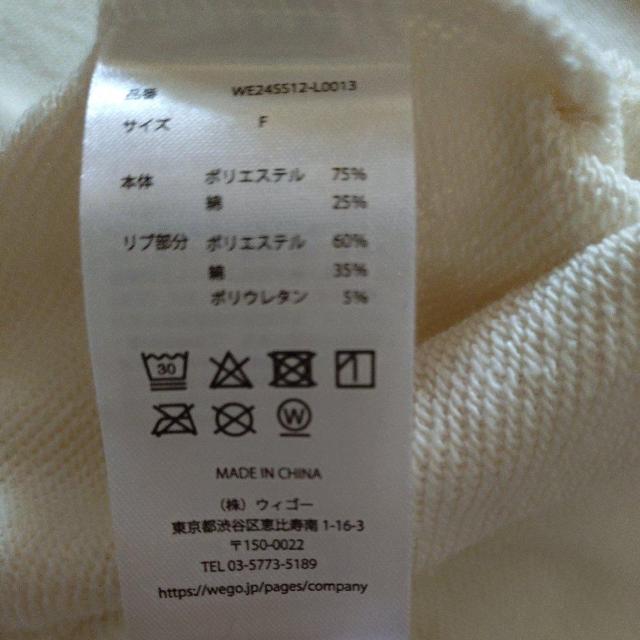 品番 WE24SS12-L0013
サイズ F
本体 ポリエステル 75%
綿 25%
リブ部分 ポリエステル 60%
綿 35%
ポリウレタン 5%
30
W
MADE IN CHINA
（株）ウィゴー
東京都渋谷区恵比寿南 1-16-3
〒150-0022
TEL 03-5773-5189
https://wego.jp/pages/company